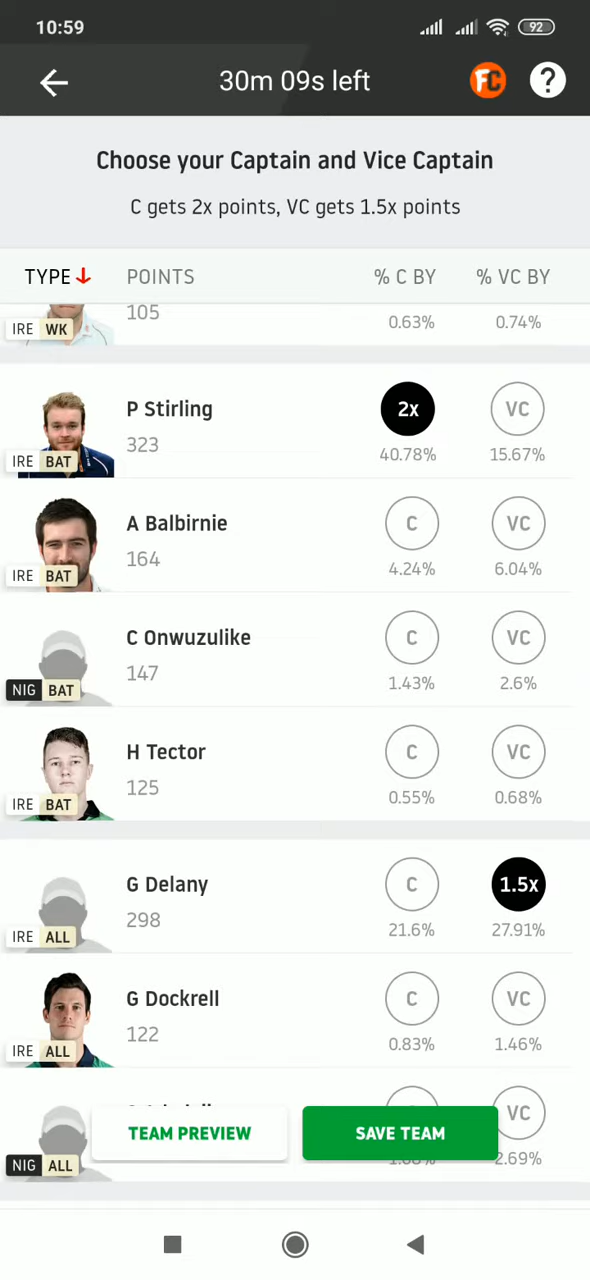 10:59
92
30m 09s left
FC
?
Choose your Captain and Vice Captain
C gets 2x points, VC gets 1.5x points
TYPE POINTS % C BY % VC BY
105 0.63% 0.74%
IRE WK
P Stirling 2x VC
323 40.78% 15.67%
IRE BAT
A Balbirnie C VC
164 4.24% 6.04%
IRE BAT
C Onwuzulike C VC
147 1.43% 2.6%
NIG BAT
H Tector C VC
125 0.55% 0.68%
IRE BAT
G Delany C 1.5x
298 21.6% 27.91%
IRE ALL
G Dockrell C VC
122 0.83% 1.46%
IRE ALL
VC
TEAM PREVIEW SAVE TEAM
2.69%
NIG ALL